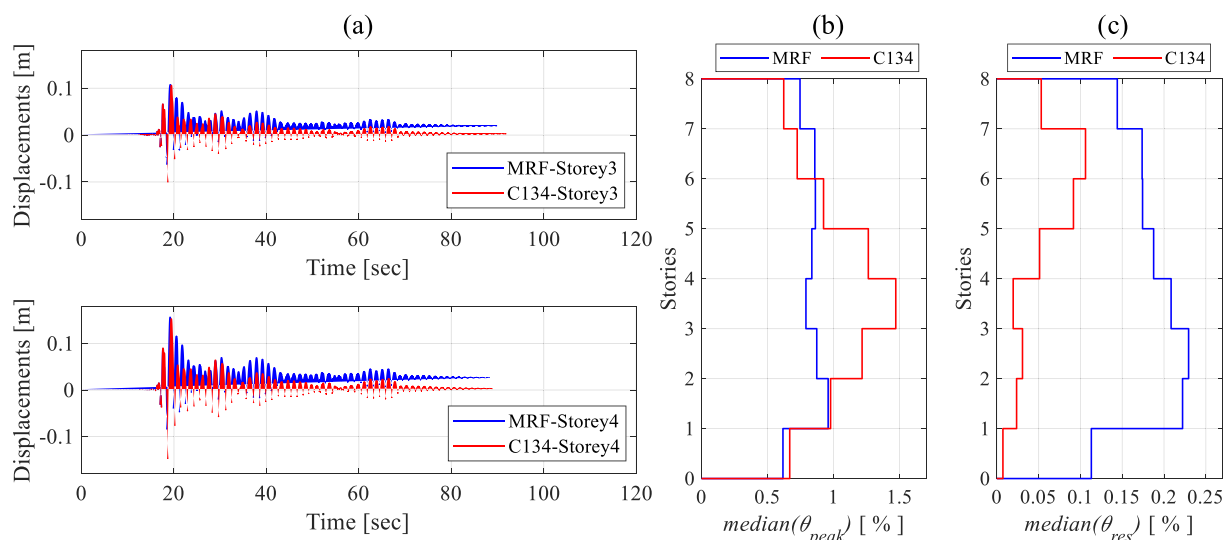 (a)
Displacements [m]
0.1
0
-0.1
MRF-Storey3
C134-Storey3
0 20 40 60 80 100 120
Time [sec]
Displacements [m]
0.1
0
-0.1
MRF-Storey4
C134-Storey4
0 20 40 60 80 100 120
Time [sec]
(b)
MRF C134
Stories
8
7
6
5
4
3
2
1
0
0 0.5 1 1.5
median(θpeak) [ % ]
(c)
MRF C134
Stories
8
7
6
5
4
3
2
1
0
0 0.05 0.1 0.15 0.2 0.25
median(θres) [ % ]